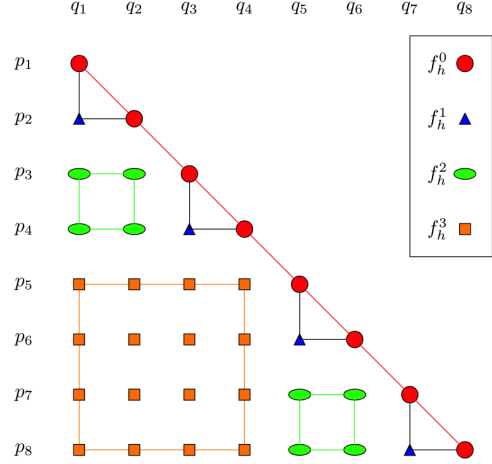 q₁ q₂ q₃ q₄ q₅ q₆ q₇ q₈
p₁
p₂
p₃
p₄
p₅
p₆
p₇
p₈
f_h^0
f_h^1
f_h^2
f_h^3